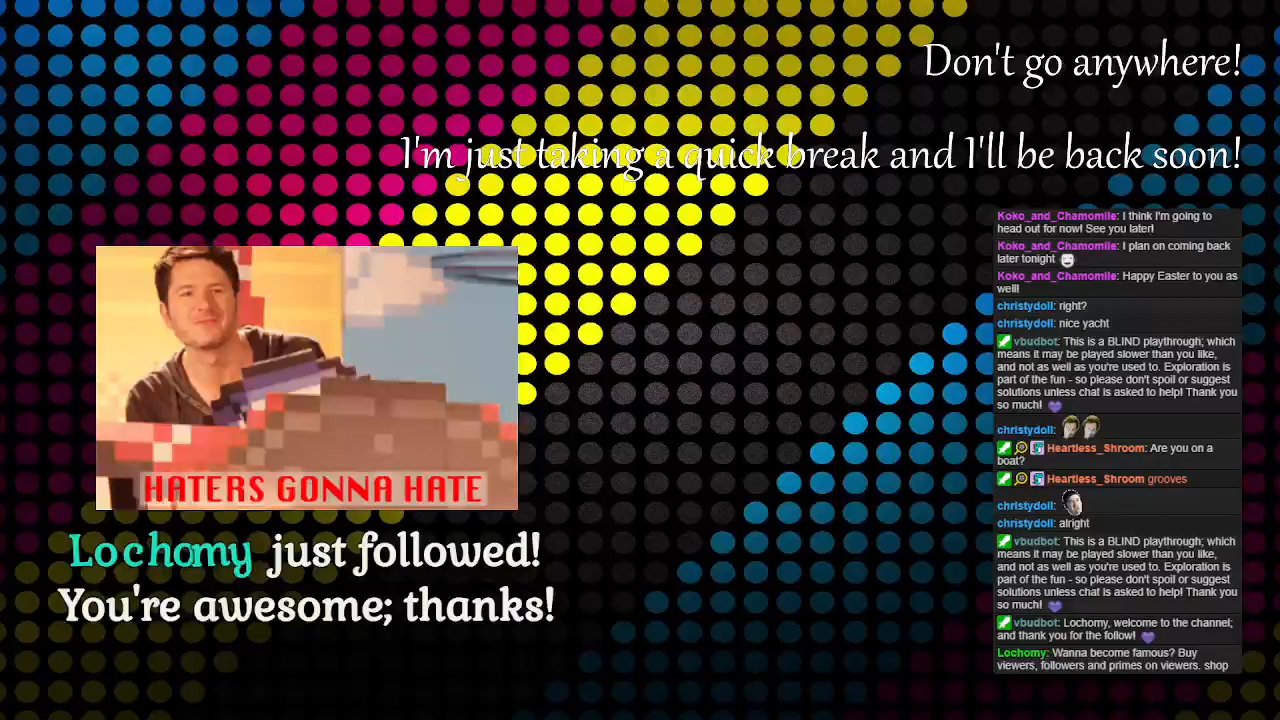 Don't go anywhere!
I'm just taking a quick break and I'll be back soon!
HATERS GONNA HATE
Lochomy just followed!
You're awesome; thanks!
Koko_and_Chamomile: I think I'm going to
head out for now! See you later!
Koko_and_Chamomile: I plan on coming back
later tonight
Koko_and_Chamomile: Happy Easter to you as
well!
christydoll: right?
christydoll: nice yacht
vbudbot: This is a BLIND playthrough; which
means it may be played slower than you like,
and not as well as you're used to. Exploration is
part of the fun - so please don't spoil or suggest
solutions unless chat is asked to help! Thank you
so much!
christydoll:
Heartless_Shroom: Are you on a
boat?
Heartless_Shroom grooves
christydoll:
christydoll: alright
vbudbot: This is a BLIND playthrough; which
means it may be played slower than you like,
and not as well as you're used to. Exploration is
part of the fun - so please don't spoil or suggest
solutions unless chat is asked to help! Thank you
so much!
vbudbot: Lochomy, welcome to the channel;
and thank you for the follow!
Lochomy: Wanna become famous? Buy
viewers, followers and primes on viewers. shop